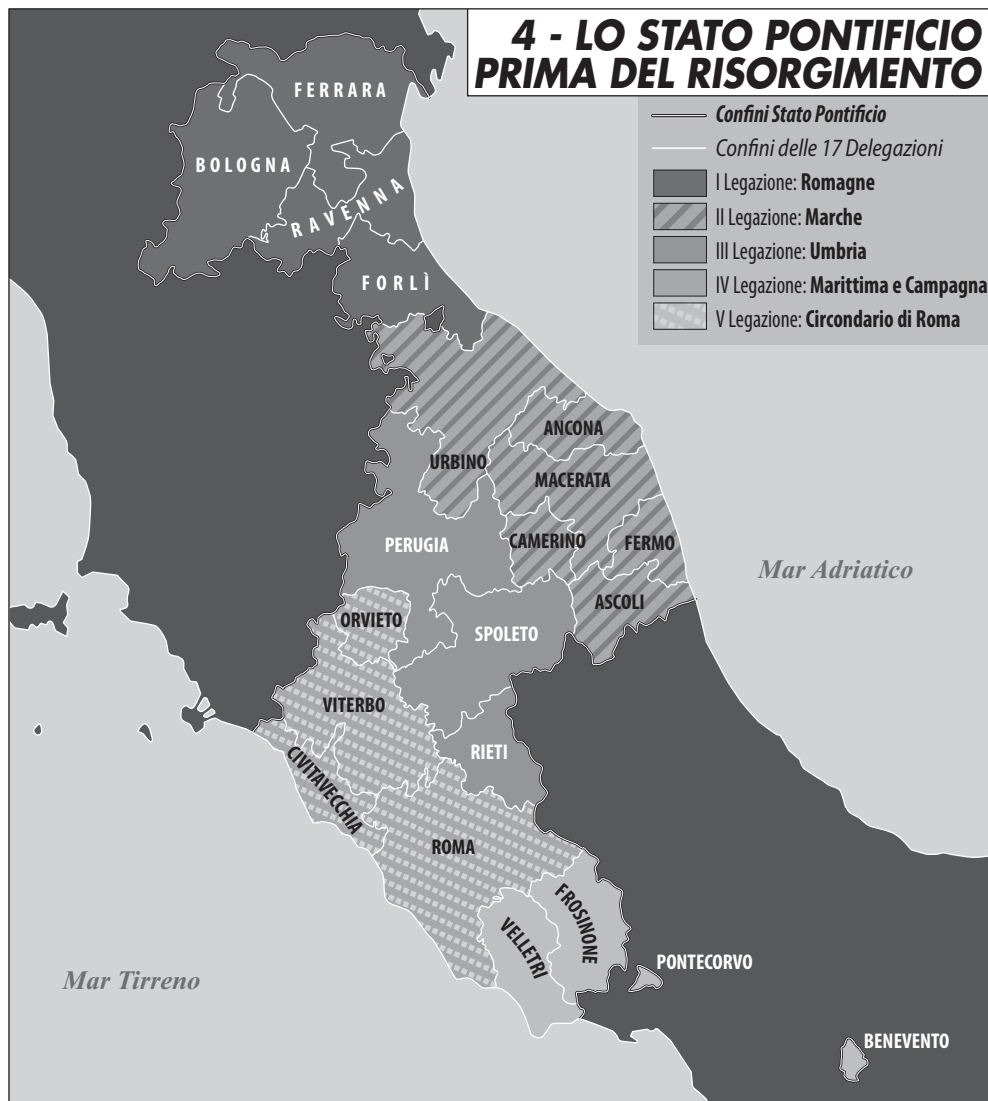 4 - LO STATO PONTIFICIO
PRIMA DEL RISORGIMENTO
Confini Stato Pontificio
Confini delle 17 Delegazioni
I Legazione: Romagne
II Legazione: Marche
III Legazione: Umbria
IV Legazione: Marittima e Campagna
V Legazione: Circondario di Roma
FERRARA
BOLOGNA
RAVENNA
FORLÌ
ANCONA
URBINO
MACERATA
PERUGIA
CAMERINO
FERMO
Mar Adriatico
ASCOLI
ORVIETO
SPOLETO
VITERBO
RIETI
CIVITAVECCHIA
ROMA
FROSINONE
VELLETRI
PONTECORVO
Mar Tirreno
BENEVENTO